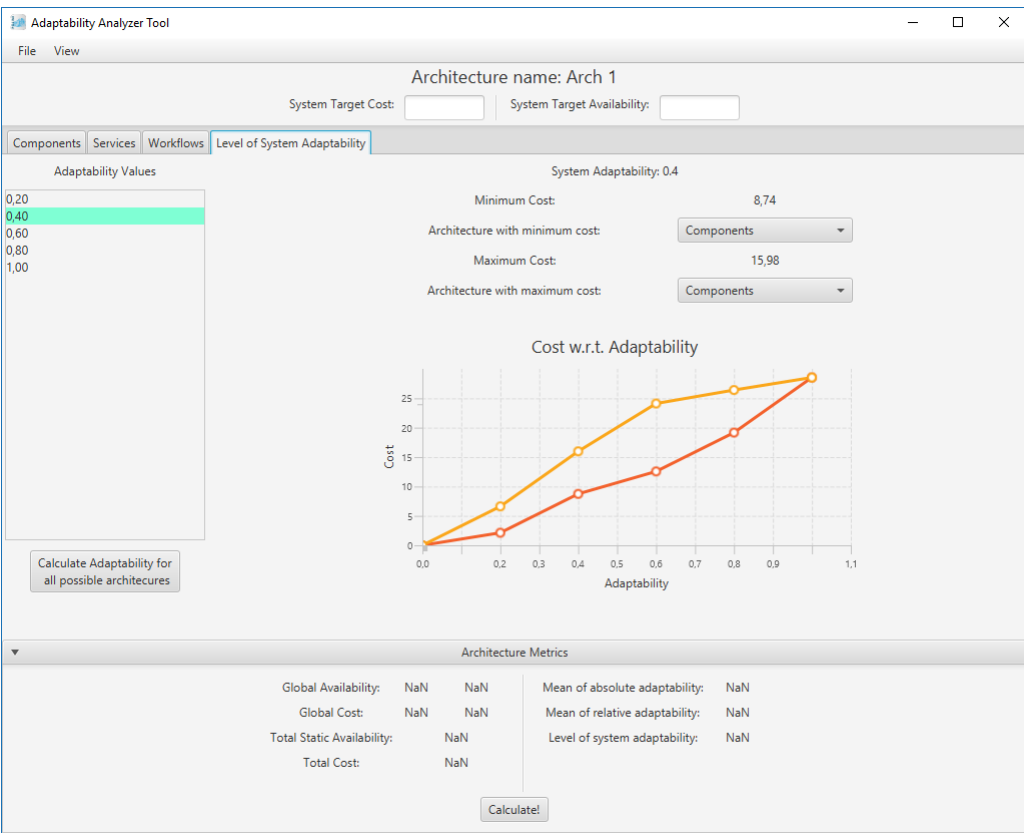 Adaptability Analyzer Tool
File View
Architecture name: Arch 1
System Target Cost: System Target Availability:
Components Services Workflows Level of System Adaptability
Adaptability Values
0,20
0,40
0,60
0,80
1,00
Calculate Adaptability for
all possible architecures
System Adaptability: 0.4
Minimum Cost: 8,74
Architecture with minimum cost: Components
Maximum Cost: 15,98
Architecture with maximum cost: Components
Cost w.r.t. Adaptability
Cost
25
20
15
10
5
0
0,0 0,2 0,3 0,4 0,5 0,6 0,7 0,8 0,9 1,1
Adaptability
Architecture Metrics
Global Availability: NaN NaN
Global Cost: NaN NaN
Total Static Availability: NaN
Total Cost: NaN
Mean of absolute adaptability: NaN
Mean of relative adaptability: NaN
Level of system adaptability: NaN
Calculate!